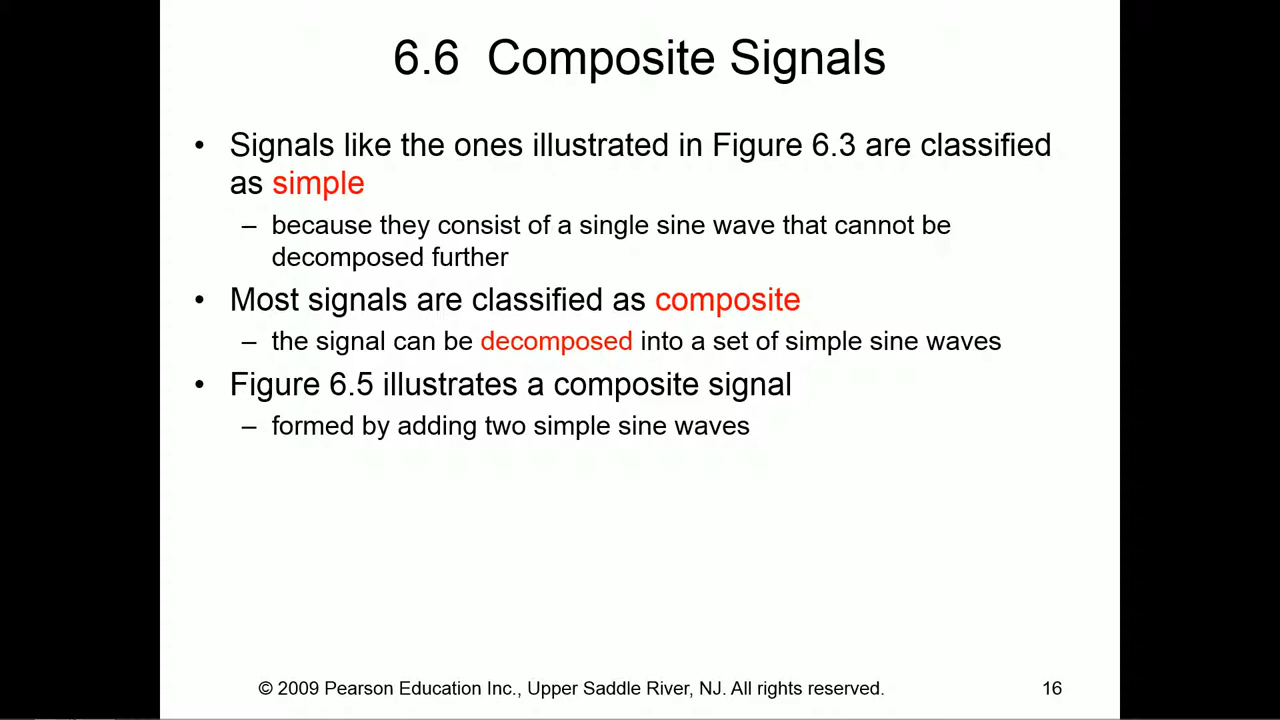 6.6 Composite Signals
• Signals like the ones illustrated in Figure 6.3 are classified
as simple
– because they consist of a single sine wave that cannot be
decomposed further
• Most signals are classified as composite
– the signal can be decomposed into a set of simple sine waves
• Figure 6.5 illustrates a composite signal
– formed by adding two simple sine waves
© 2009 Pearson Education Inc., Upper Saddle River, NJ. All rights reserved.
16